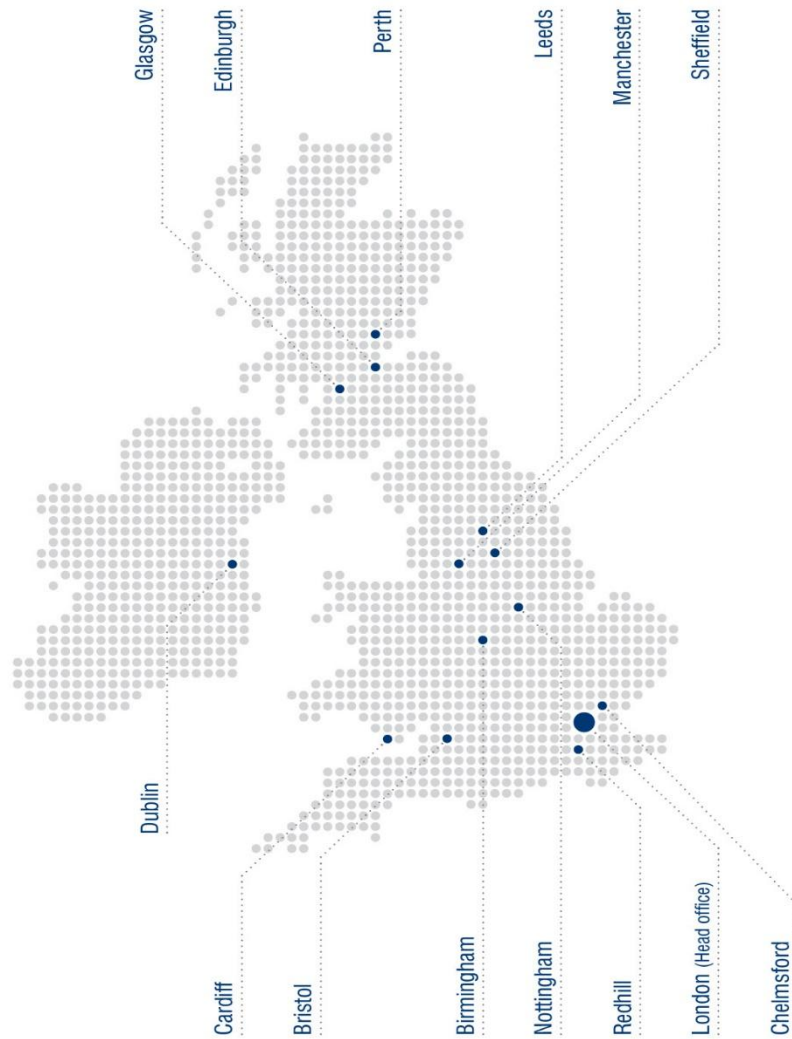 Glasgow
Edinburgh
Perth
Leeds
Manchester
Sheffield
Dublin
Cardiff
Bristol
Birmingham
Nottingham
Redhill
London (Head office)
Chelmsford